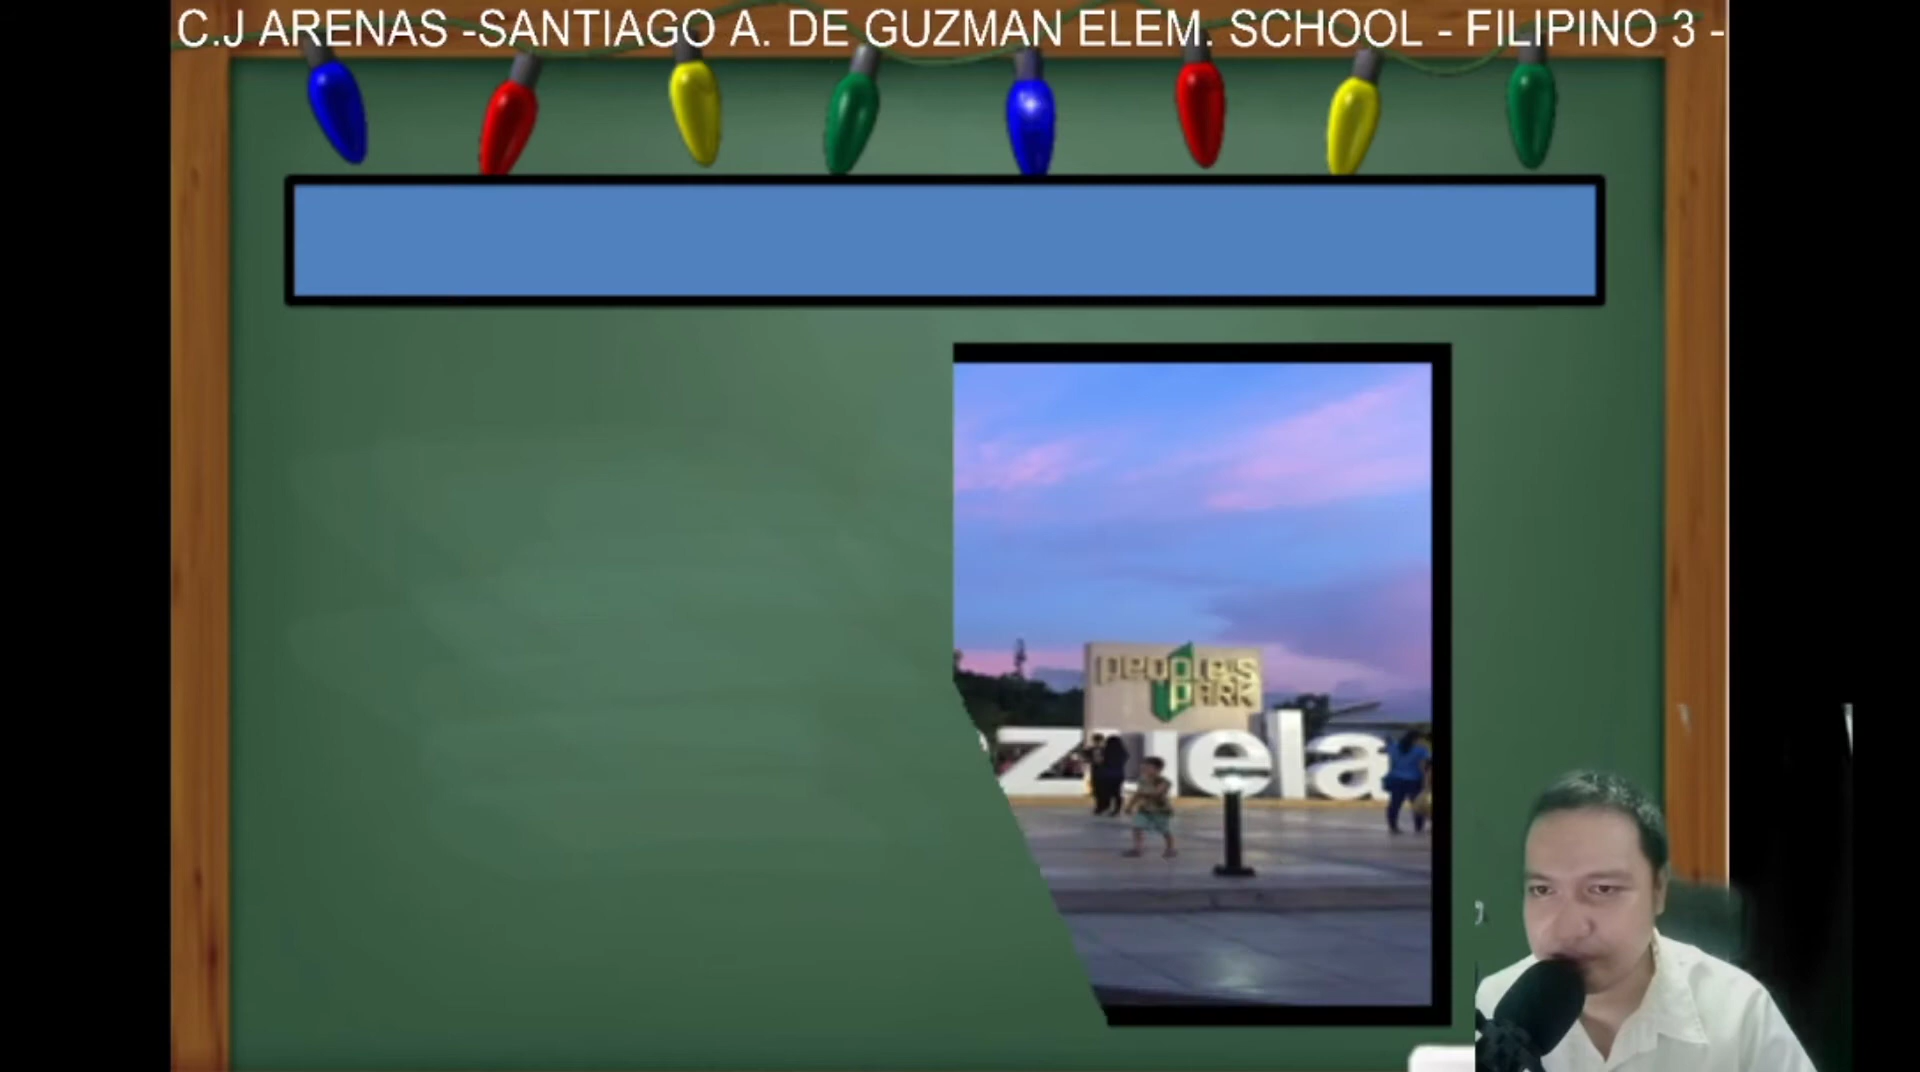 C.J ARENAS -SANTIAGO A. DE GUZMAN ELEM. SCHOOL - FILIPINO 3 -
people's
PARK
zuela